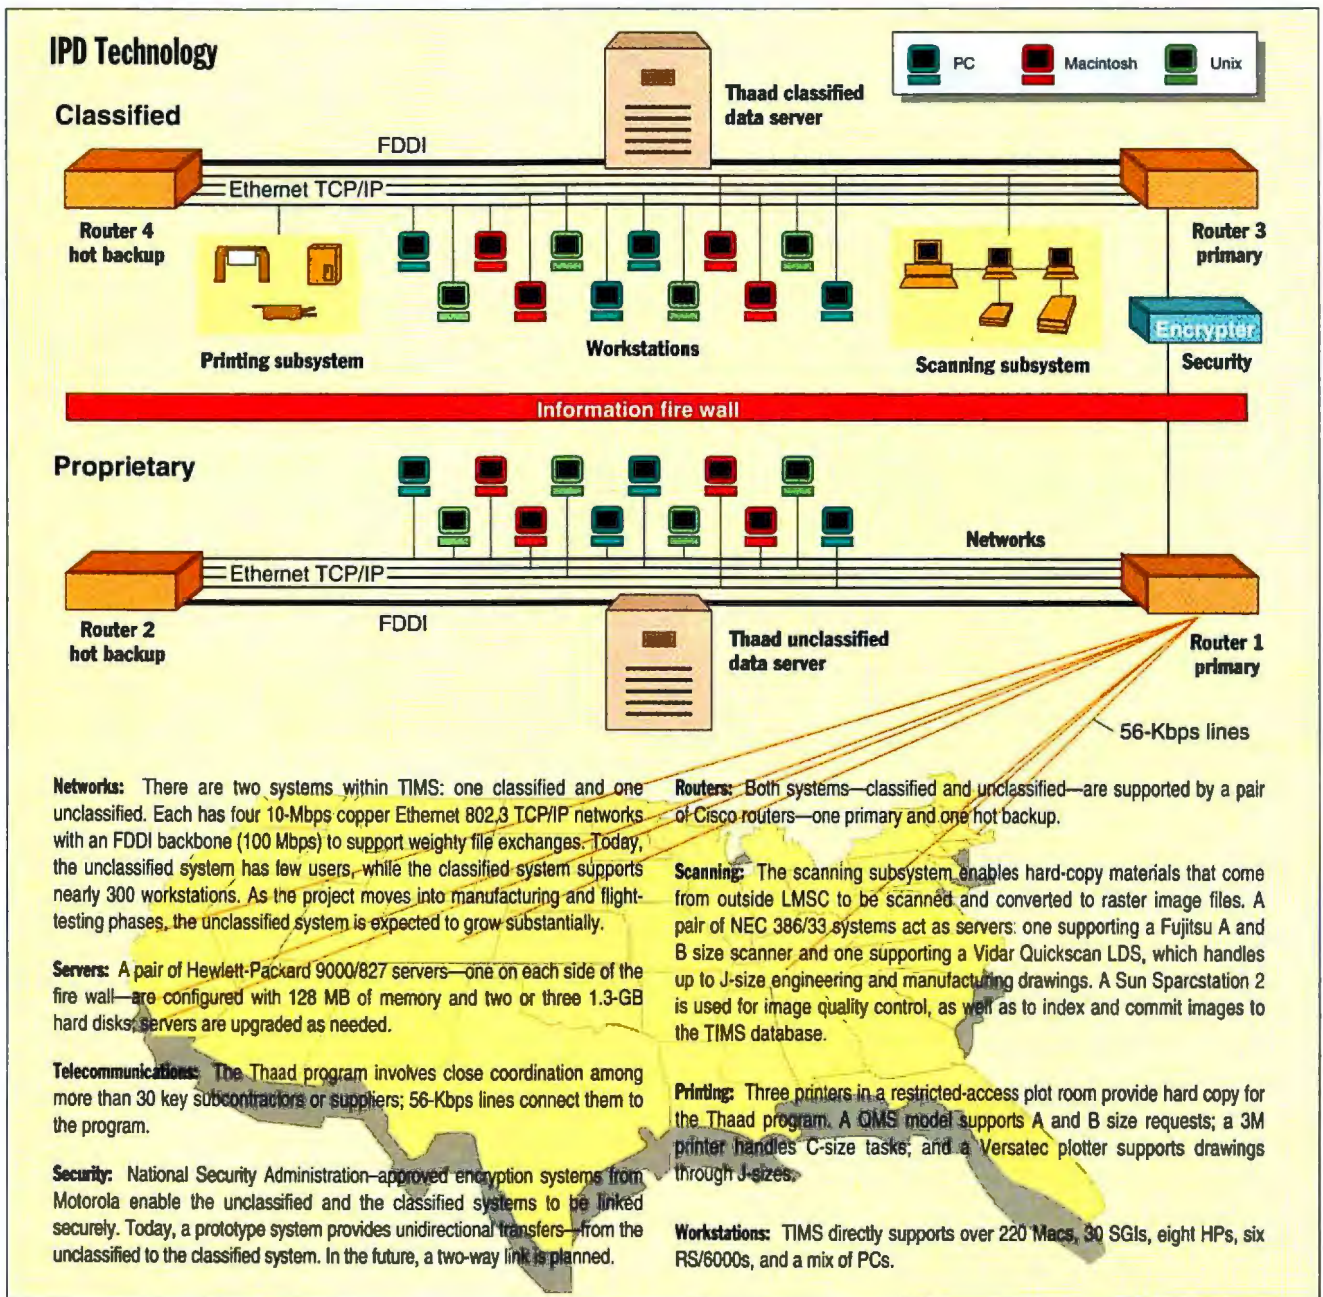 IPD Technology
PC
Macintosh
Unix
Classified
Thaad classified
data server
FDDI
Ethernet TCP/IP
Router 4
hot backup
Router 3
primary
Printing subsystem
Workstations
Scanning subsystem
Encrypter
Security
Information fire wall
Proprietary
Networks
Ethernet TCP/IP
FDDI
Router 2
hot backup
Thaad unclassified
data server
Router 1
primary
56-Kbps lines
Networks: There are two systems within TIMS: one classified and one
unclassified. Each has four 10-Mbps copper Ethernet 802.3 TCP/IP networks
with an FDDI backbone (100 Mbps) to support weighty file exchanges. Today,
the unclassified system has few users, while the classified system supports
nearly 300 workstations. As the project moves into manufacturing and flight-
testing phases, the unclassified system is expected to grow substantially.
Servers: A pair of Hewlett-Packard 9000/827 servers—one on each side of the
fire wall—are configured with 128 MB of memory and two or three 1.3-GB
hard disks; servers are upgraded as needed.
Telecommunications: The Thaad program involves close coordination among
more than 30 key subcontractors or suppliers; 56-Kbps lines connect them to
the program.
Security: National Security Administration–approved encryption systems from
Motorola enable the unclassified and the classified systems to be linked
securely. Today, a prototype system provides unidirectional transfers—from the
unclassified to the classified system. In the future, a two-way link is planned.
Routers: Both systems—classified and unclassified—are supported by a pair
of Cisco routers—one primary and one hot backup.
Scanning: The scanning subsystem enables hard-copy materials that come
from outside LMSC to be scanned and converted to raster image files. A
pair of NEC 386/33 systems act as servers: one supporting a Fujitsu A and
B size scanner and one supporting a Vidar Quickscan LDS, which handles
up to J-size engineering and manufacturing drawings. A Sun Sparcstation 2
is used for image quality control, as well as to index and commit images to
the TIMS database.
Printing: Three printers in a restricted-access plot room provide hard copy for
the Thaad program. A QMS model supports A and B size requests; a 3M
printer handles C-size tasks; and a Versatec plotter supports drawings
through J-sizes.
Workstations: TIMS directly supports over 220 Macs, 30 SGIs, eight HPs, six
RS/6000s, and a mix of PCs.